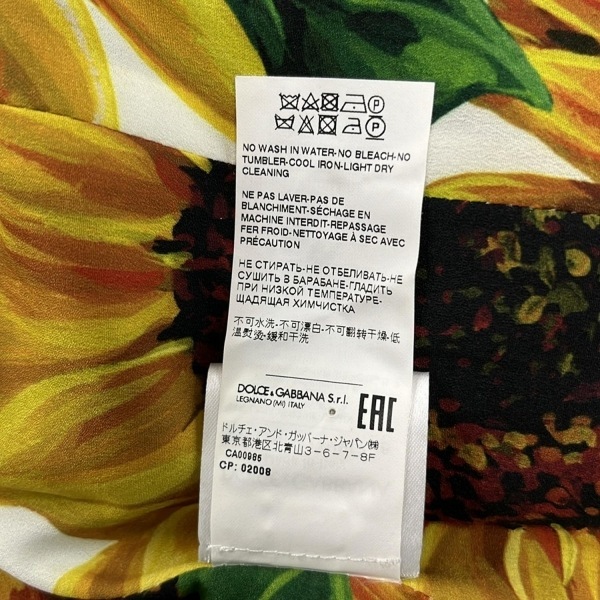 NO WASH IN WATER-NO BLEACH-NO
TUMBLER-COOL IRON-LIGHT DRY
CLEANING
NE PAS LAVER-PAS DE
BLANCHIMENT-SÉCHAGE EN
MACHINE INTERDIT-REPASSAGE
FER FROID-NETTOYAGE À SEC AVEC
PRÉCAUTION
НЕ СТИРАТЬ-НЕ ОТБЕЛИВАТЬ-НЕ
СУШИТЬ В БАРАБАНЕ-ГЛАДИТЬ
ПРИ НИЗКОЙ ТЕМПЕРАТУРЕ-
ЩАДЯЩАЯ ХИМЧИСТКА
不可水洗-不可漂白-不可翻转干燥-低
温熨烫-缓和干洗
DOLCE&GABBANA S.r.l.
LEGNANO (MI) ITALY
EAC
ドルチェ・アンド・ガッバーナ・ジャパン㈱
東京都港区北青山3-6-7-8F
CA00985
CP: 02008